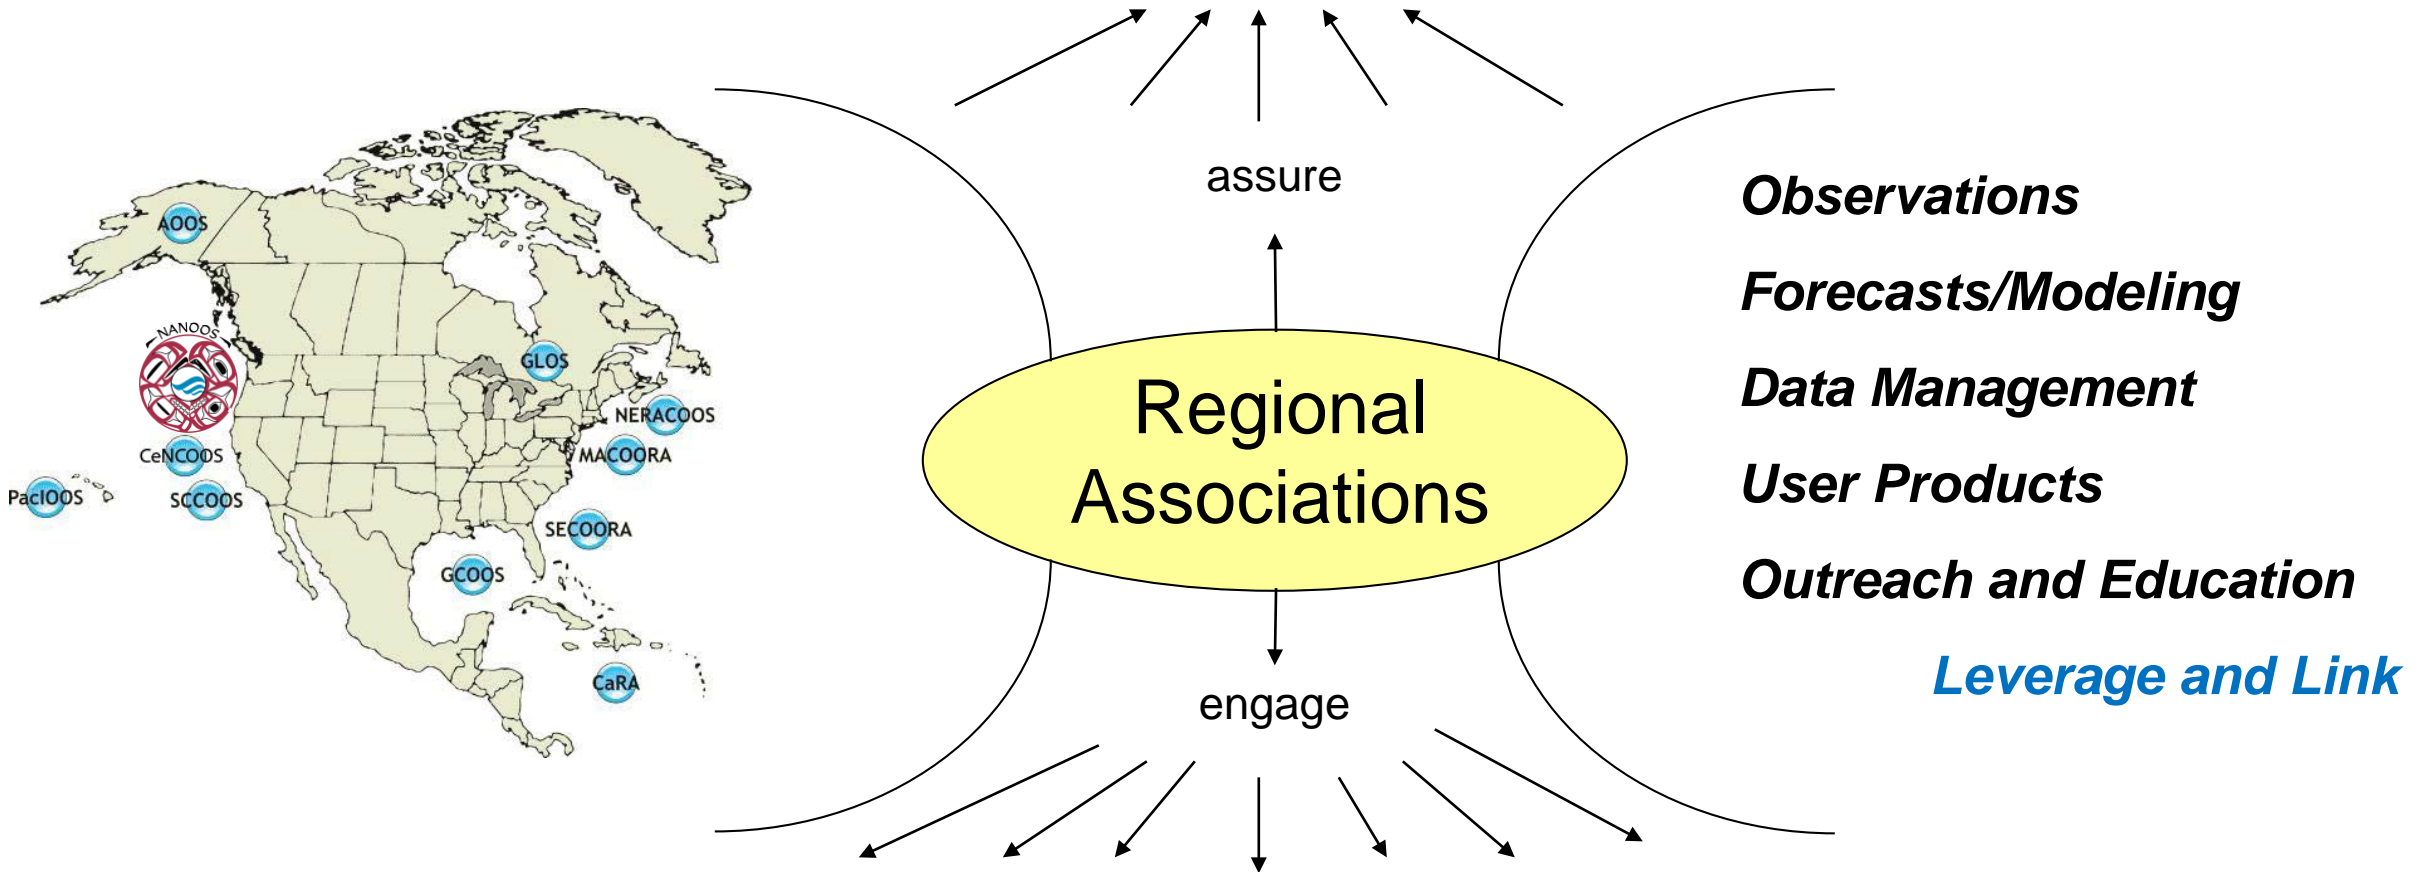 AOOS
NANOOS
GLOS
NERACOOS
CeNCOOS
MACOORA
PacIOOS
SCCOOS
SECOORA
GCOOS
CaRA
assure
Regional
Associations
engage
Observations
Forecasts/Modeling
Data Management
User Products
Outreach and Education
Leverage and Link